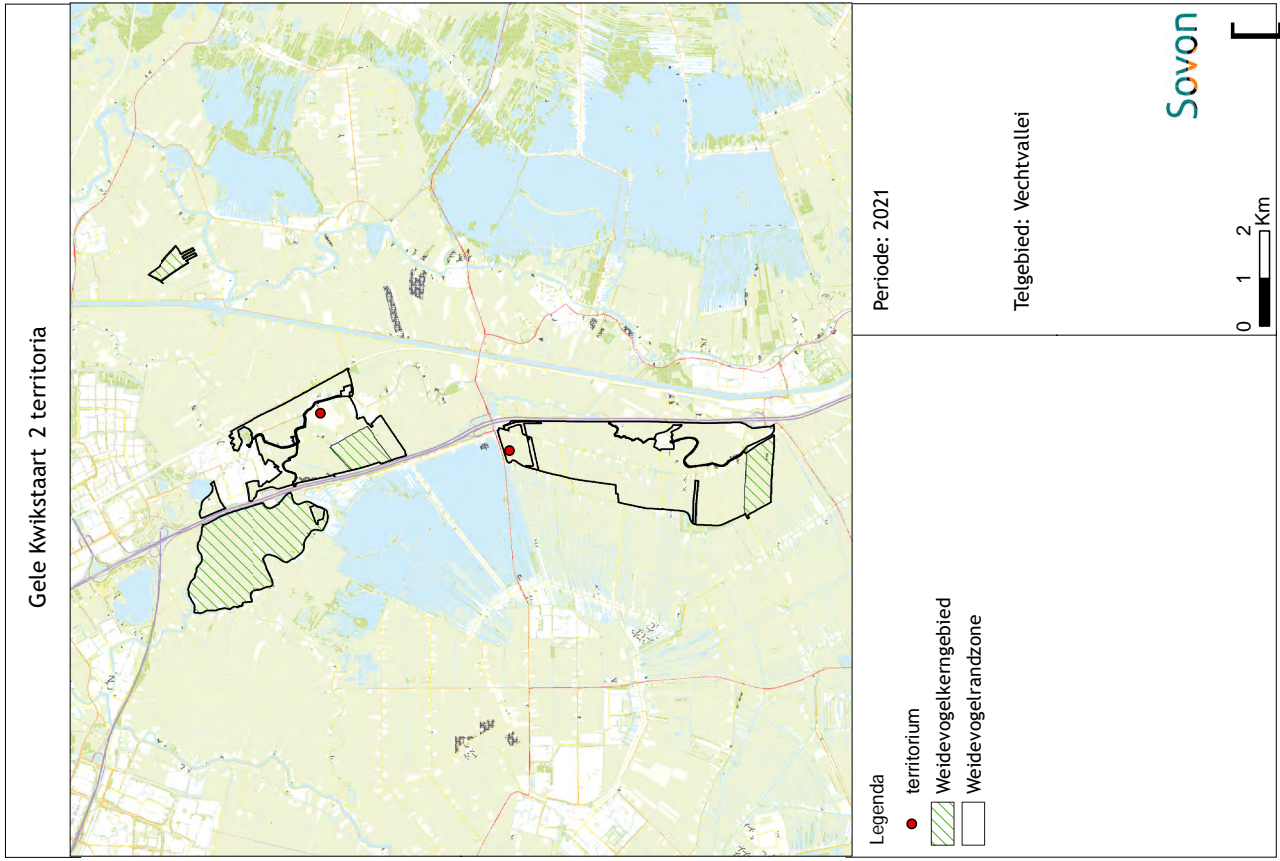 Gele Kwikstaart 2 territoria
Legenda
territorium
Weidevogelkerngebied
Weidevogelrandzone
Periode: 2021
Telgebied: Vechtvallei
0 1 2
Km
Sovon
[